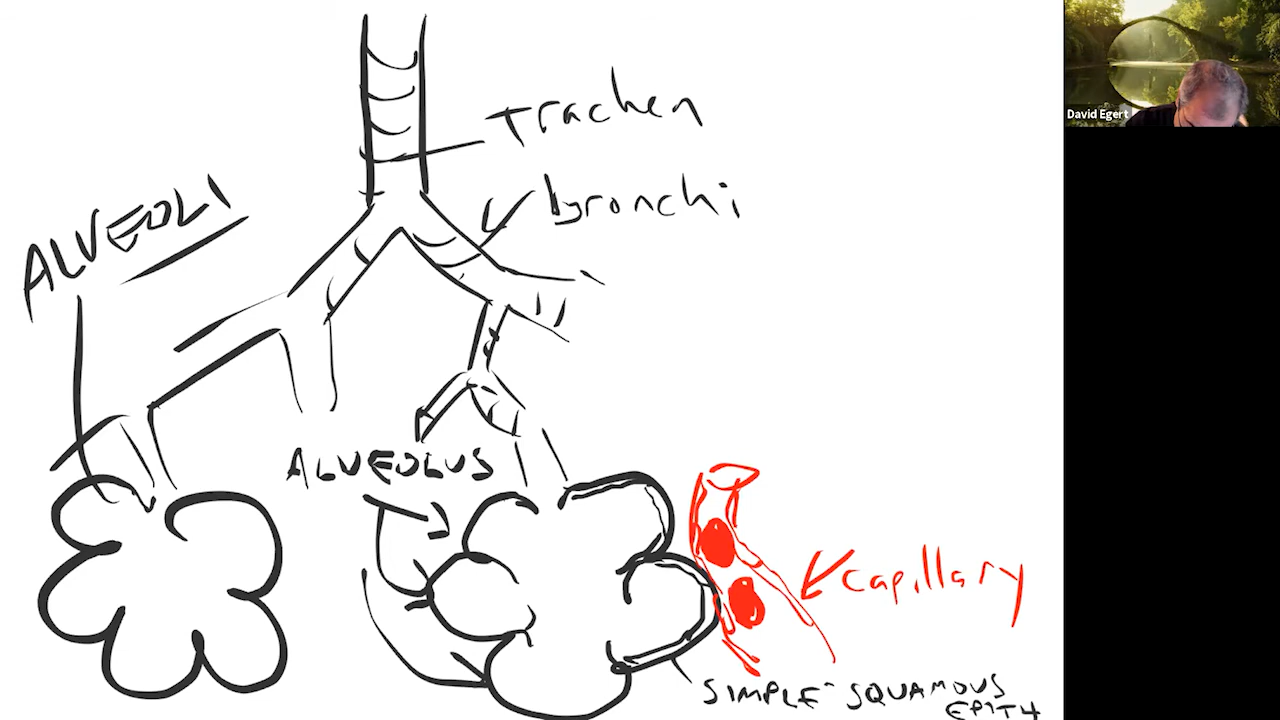 Trachea
bronchi
ALVEOLI
ALVEOLUS
capillary
SIMPLE SQUAMOUS
EPITH
David Egert